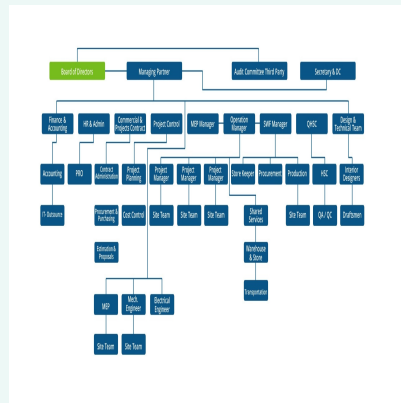 Board of Directors
Managing Partner
Audit Committee Third Party
Secretary & DC
Finance &
Accounting
HR & Admin
Commercial &
Projects Contract
Project Control
MEP Manager
Operation
Manager
SMF Manager
QHSC
Design &
Technical Team
Accounting
PRO
Contract
Administration
Project
Planning
Project
Manager
Project
Manager
Project
Manager
Store Keeper
Procurement
Production
HSC
Interior
Designers
IT- Outsource
Procurement &
Purchasing
Cost Control
Site Team
Site Team
Site Team
Shared
Services
Site Team
QA / QC
Draftsmen
Estimation &
Proposals
Warehouse
& Store
Transportation
MEP
Mech.
Engineer
Electrical
Engineer
Site Team
Site Team